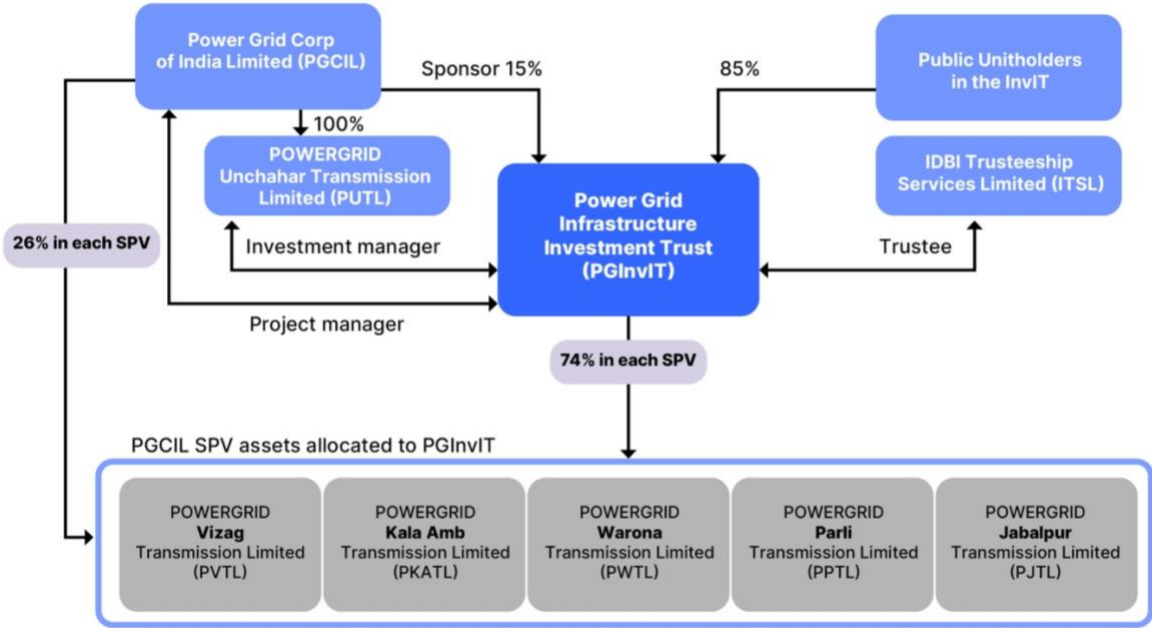 Power Grid Corp
of India Limited (PGCIL)
Sponsor 15%
85%
Public Unitholders
in the InvIT
100%
POWERGRID
Unchahar Transmission
Limited (PUTL)
IDBI Trusteeship
Services Limited (ITSL)
Power Grid
Infrastructure
Investment Trust
(PGInvIT)
26% in each SPV
Investment manager
Trustee
Project manager
74% in each SPV
PGCIL SPV assets allocated to PGInvIT
POWERGRID
Vizag
Transmission Limited
(PVTL)
POWERGRID
Kala Amb
Transmission Limited
(PKATL)
POWERGRID
Warona
Transmission Limited
(PWTL)
POWERGRID
Parli
Transmission Limited
(PPTL)
POWERGRID
Jabalpur
Transmission Limited
(PJTL)